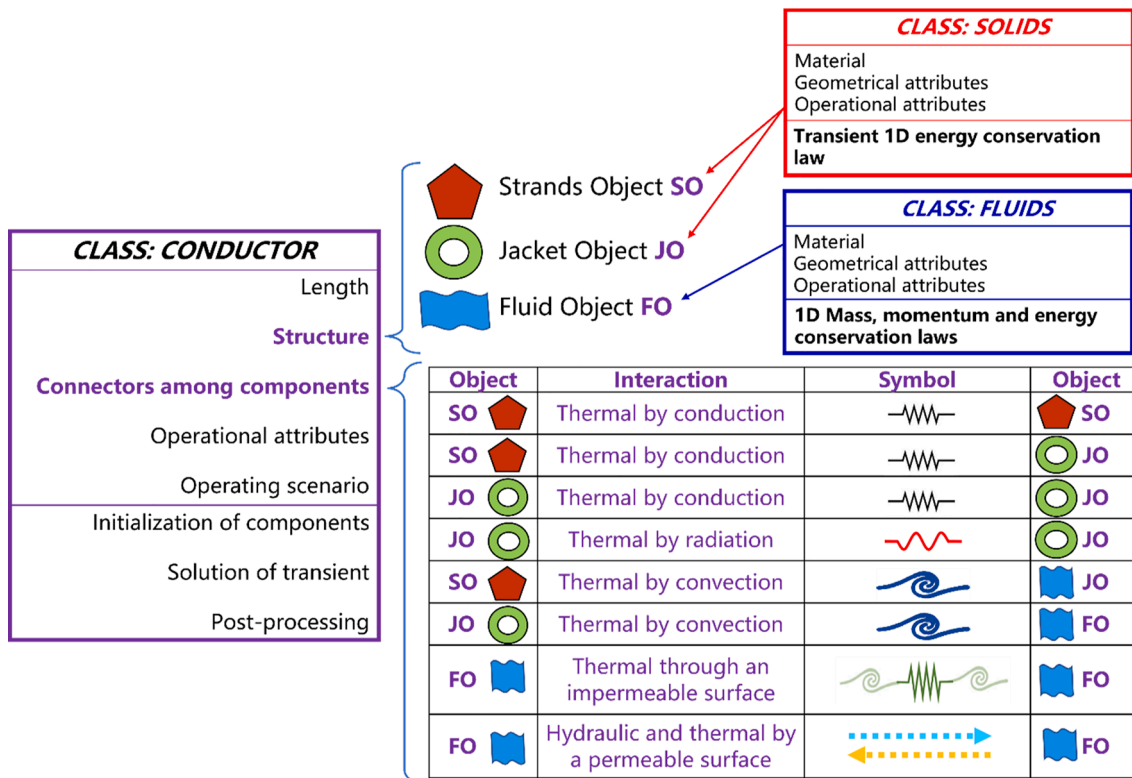 CLASS: SOLIDS
Material
Geometrical attributes
Operational attributes
Transient 1D energy conservation
law
CLASS: FLUIDS
Material
Geometrical attributes
Operational attributes
1D Mass, momentum and energy
conservation laws
Strands Object SO
Jacket Object JO
Fluid Object FO
CLASS: CONDUCTOR
Length
Structure
Connectors among components
Operational attributes
Operating scenario
Initialization of components
Solution of transient
Post-processing
Object Interaction Symbol Object
SO Thermal by conduction SO
SO Thermal by conduction JO
JO Thermal by conduction JO
JO Thermal by radiation JO
SO Thermal by convection JO
JO Thermal by convection FO
FO Thermal through an
impermeable surface FO
FO Hydraulic and thermal by
a permeable surface FO